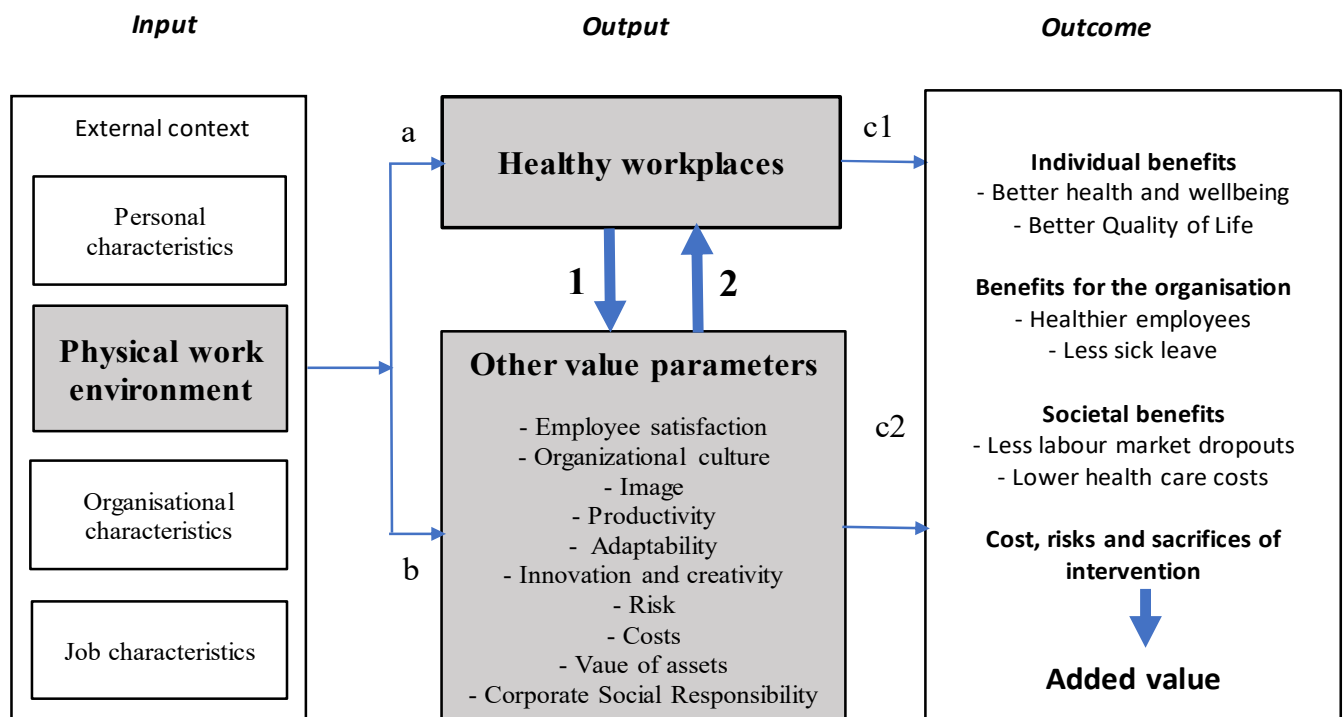 Input
Output
Outcome
External context
Personal
characteristics
Physical work
environment
Organisational
characteristics
Job characteristics
a
b
Healthy workplaces
1
2
Other value parameters
- Employee satisfaction
- Organizational culture
- Image
- Productivity
- Adaptability
- Innovation and creativity
- Risk
- Costs
- Vaue of assets
- Corporate Social Responsibility
c1
c2
Individual benefits
- Better health and wellbeing
- Better Quality of Life
Benefits for the organisation
- Healthier employees
- Less sick leave
Societal benefits
- Less labour market dropouts
- Lower health care costs
Cost, risks and sacrifices of
intervention
Added value